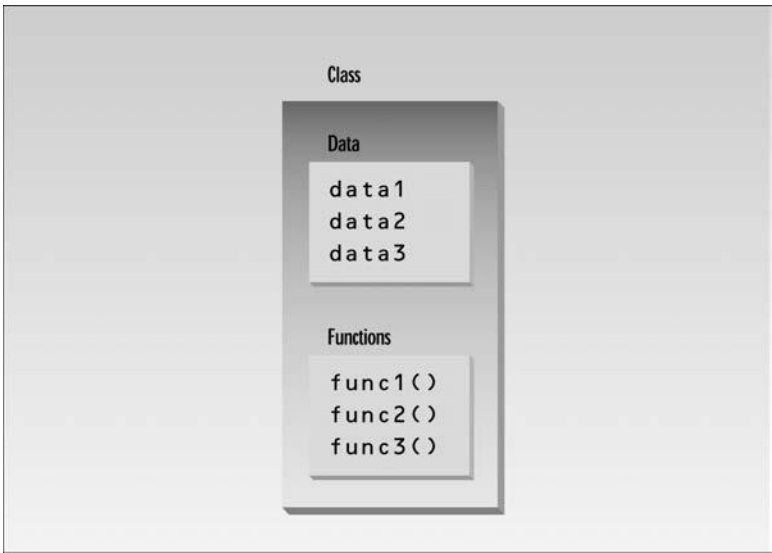 Class
Data
data1
data2
data3
Functions
func1()
func2()
func3()